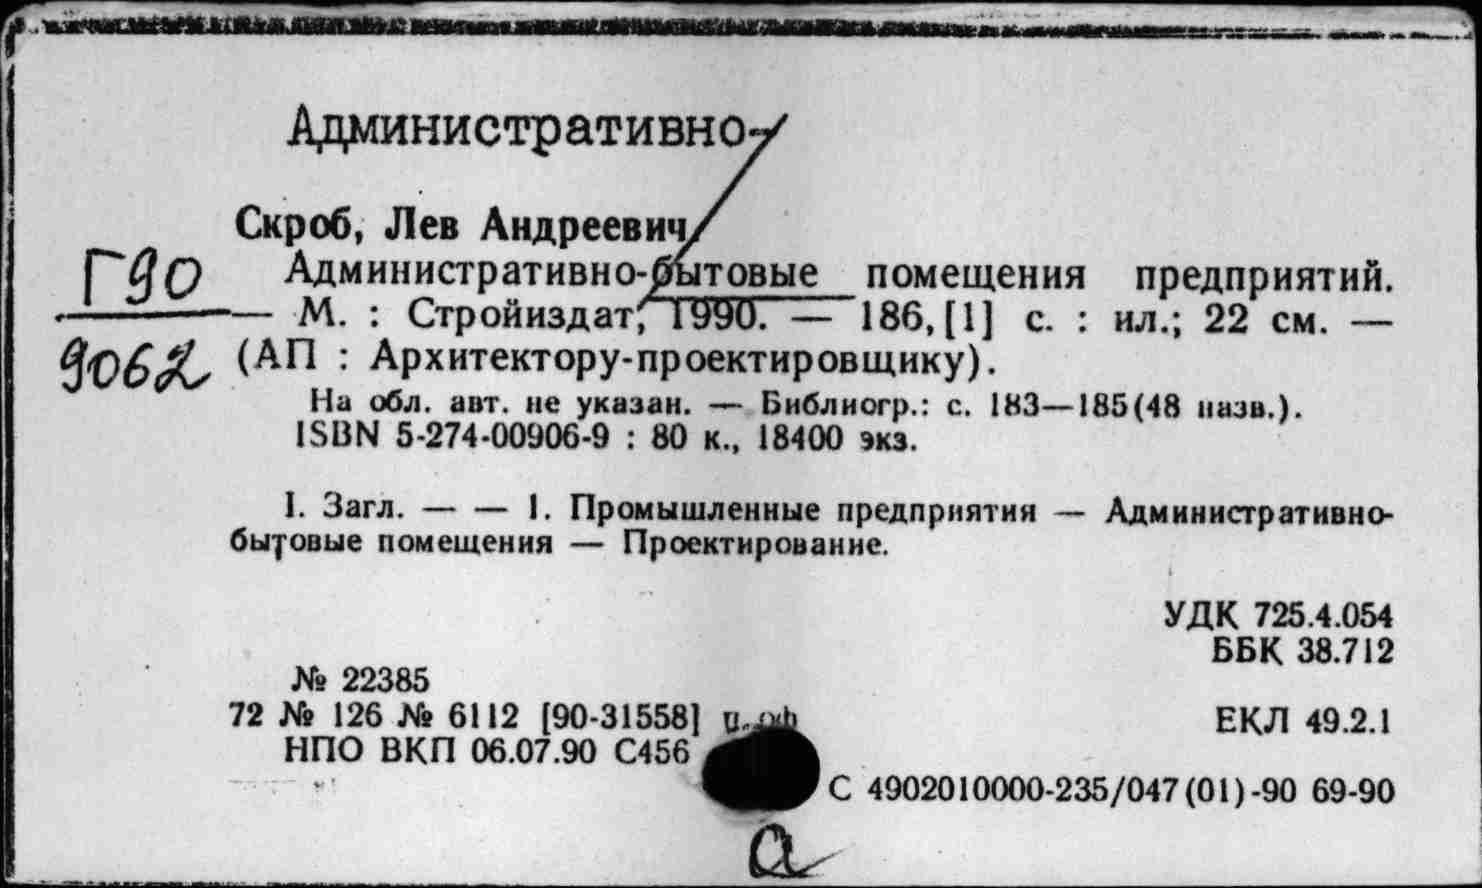 Административно-
Скроб, Лев Андреевич.
Г90
Административно-бытовые помещения предприятий.
— М. : Стройиздат, 1990. — 186, [1] с. : ил.; 22 см. —
9062
(АП : Архитектору-проектировщику).
На обл. авт. не указан. — Библиогр.: с. 183—185(48 назв.).
ISBN 5-274-00906-9 : 80 к., 18400 экз.
I. Загл. — — 1. Промышленные предприятия — Административно-
бытовые помещения — Проектирование.
УДК 725.4.054
ББК 38.712
№ 22385
72 № 126 № 6112 [90-31558]
ЕКЛ 49.2.1
НПО ВКП 06.07.90 С456
С 4902010000-235/047(01)-90 69-90
а